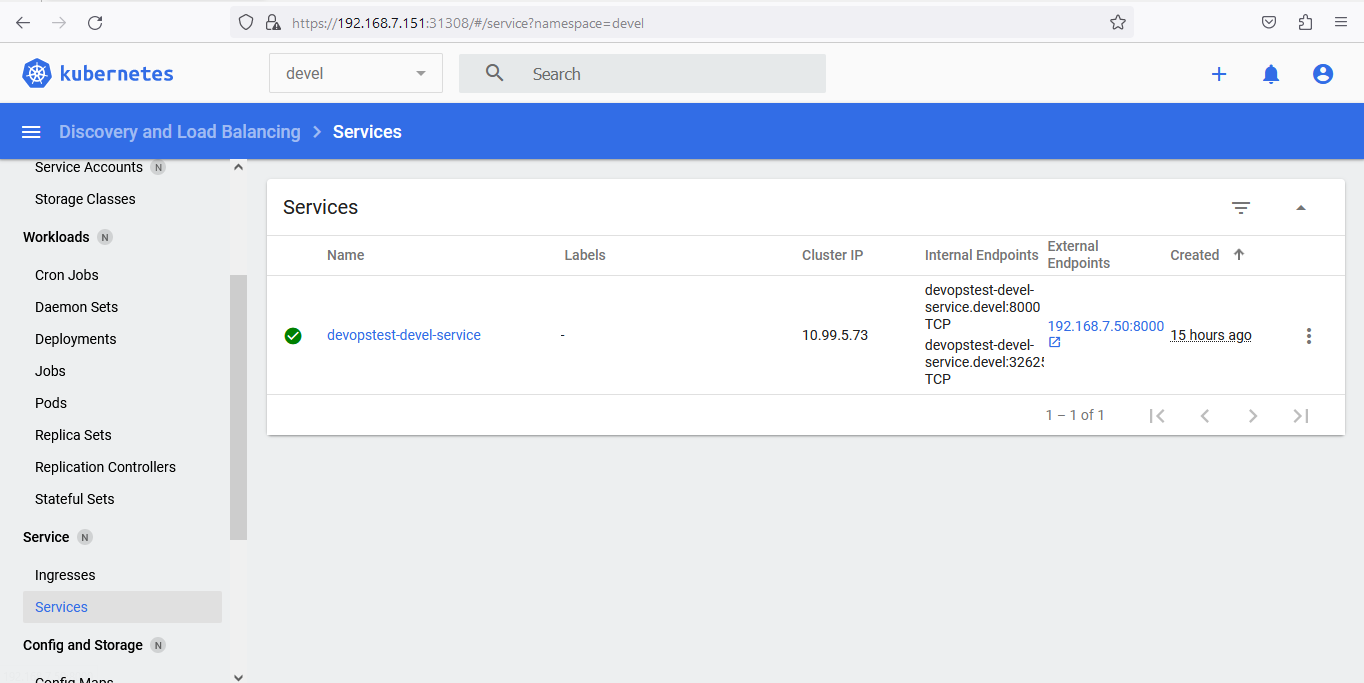 https://192.168.7.151:31308/#/service?namespace=devel
kubernetes
devel
Search
Discovery and Load Balancing
Services
Service Accounts N
Storage Classes
Workloads N
Cron Jobs
Daemon Sets
Deployments
Jobs
Pods
Replica Sets
Replication Controllers
Stateful Sets
Service N
Ingresses
Services
Config and Storage N
Config Maps
Services
Name
Labels
Cluster IP
Internal Endpoints
External
Endpoints
Created
devopstest-devel-service
-
10.99.5.73
devopstest-devel-
service.devel:8000
TCP
devopstest-devel-
service.devel:32625
TCP
192.168.7.50:8000
15 hours ago
1 – 1 of 1